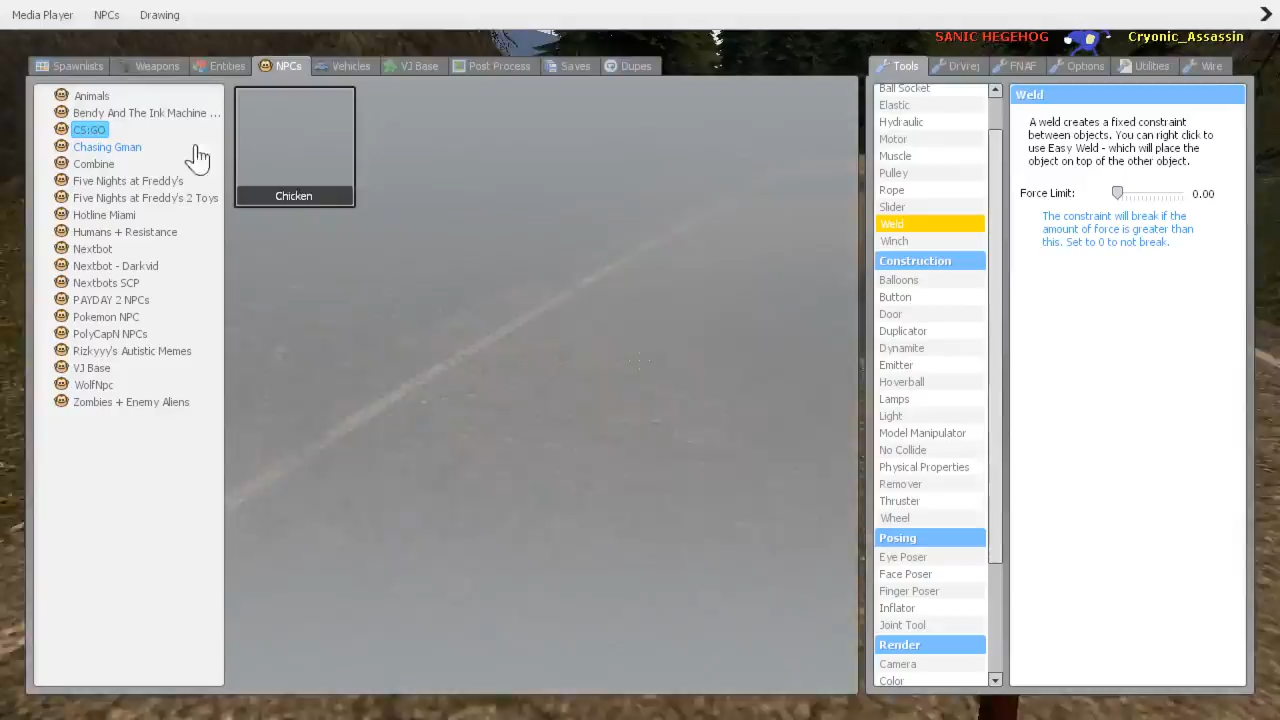 Media Player NPCs Drawing
SANIC HEGEHOG Cryonic_Assassin
Spawnlists Weapons Entities NPCs Vehicles VJ Base Post Process Saves Dupes
Tools Dr√rej FNAF Options Utilities Wire
Animals
Bendy And The Ink Machine ...
CS:GO
Chasing Gman
Combine
Five Nights at Freddy's
Five Nights at Freddy's 2 Toys
Hotline Miami
Humans + Resistance
Nextbot
Nextbot - Darkvid
Nextbots SCP
PAYDAY 2 NPCs
Pokemon NPC
PolyCapN NPCs
Rizkyyy's Autistic Memes
VJ Base
WolfNpc
Zombies + Enemy Aliens
Chicken
Ball Socket
Elastic
Hydraulic
Motor
Muscle
Pulley
Rope
Slider
Weld
Winch
Construction
Balloons
Button
Door
Duplicator
Dynamite
Emitter
Hoverball
Lamps
Light
Model Manipulator
No Collide
Physical Properties
Remover
Thruster
Wheel
Posing
Eye Poser
Face Poser
Finger Poser
Inflator
Joint Tool
Render
Camera
Color
Weld
A weld creates a fixed constraint
between objects. You can right click to
use Easy Weld - which will place the
object on top of the other object.
Force Limit: 0.00
The constraint will break if the
amount of force is greater than
this. Set to 0 to not break.